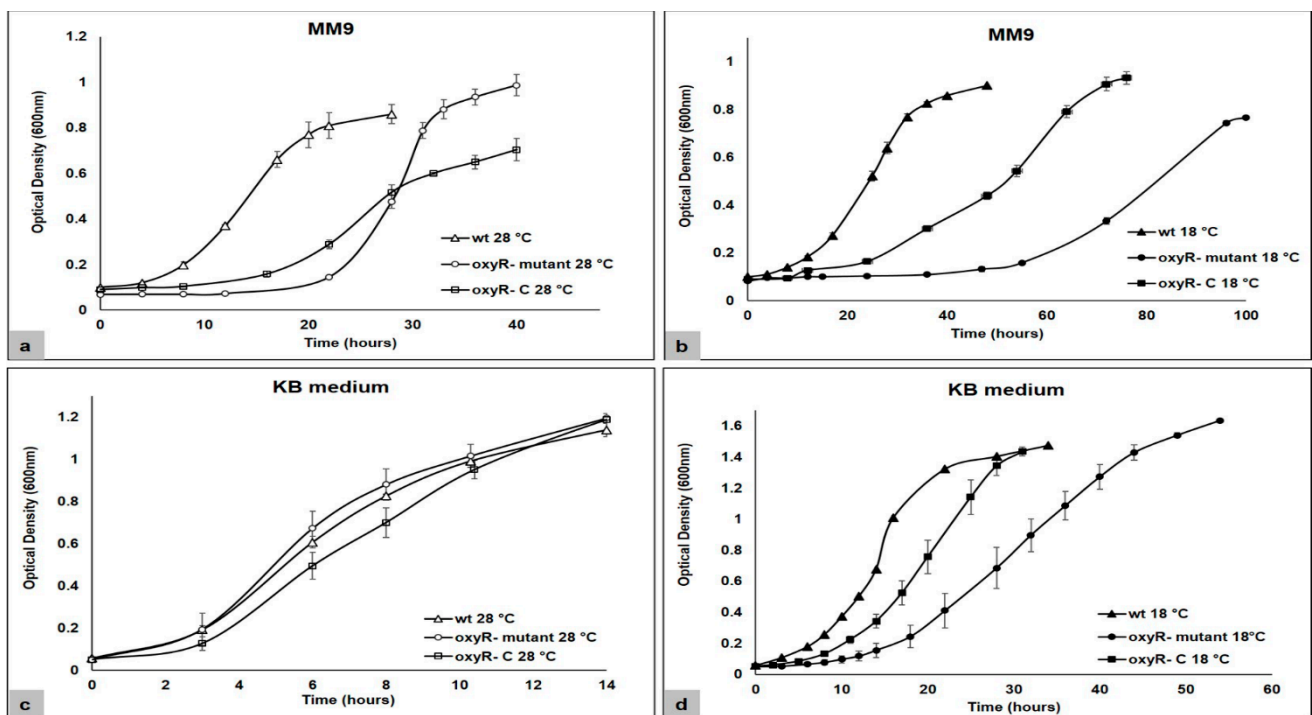 MM9
Optical Density (600nm)
1.2
1
0.8
0.6
0.4
0.2
0
wt 28 °C
oxyR- mutant 28 °C
oxyR- C 28 °C
0 10 20 30 40
Time (hours)
a
MM9
Optical Density (600nm)
1
0.8
0.6
0.4
0.2
0
wt 18 °C
oxyR- mutant 18 °C
oxyR- C 18 °C
0 20 40 60 80 100
Time (hours)
b
KB medium
Optical Density (600nm)
1.2
1
0.8
0.6
0.4
0.2
0
wt 28 °C
oxyR- mutant 28 °C
oxyR- C 28 °C
0 2 4 6 8 10 12 14
Time (hours)
c
KB medium
Optical Density (600nm)
1.6
1.4
1.2
1
0.8
0.6
0.4
0.2
0
wt 18 °C
oxyR- mutant 18°C
oxyR- C 18 °C
0 10 20 30 40 50 60
Time (hours)
d